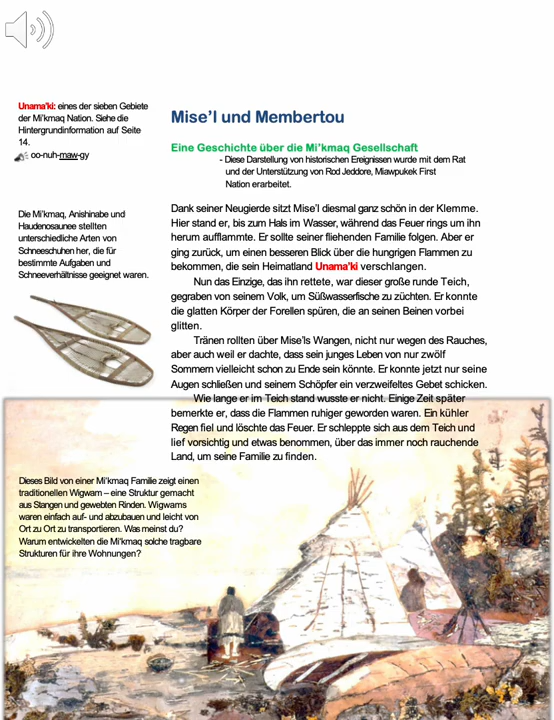 Unama'ki: eines der sieben Gebiete
der Mi'kmaq Nation. Siehe die
Hintergrundinformation auf Seite
14.
oo-nuh-maw-gy
Die Mi'kmaq, Anishinabe und
Haudenosaunee stellten
unterschiedliche Arten von
Schneeschuhen her, die für
bestimmte Aufgaben und
Schneeverhältnisse geeignet waren.
Mise'l und Membertou
Eine Geschichte über die Mi'kmaq Gesellschaft
- Diese Darstellung von historischen Ereignissen wurde mit dem Rat
und der Unterstützung von Rod Jeddore, Miawpukek First
Nation erarbeitet.
Dank seiner Neugierde sitzt Mise'l diesmal ganz schön in der Klemme.
Hier stand er, bis zum Hals im Wasser, während das Feuer rings um ihn
herum aufflammte. Er sollte seiner fliehenden Familie folgen. Aber er
ging zurück, um einen besseren Blick über die hungrigen Flammen zu
bekommen, die sein Heimatland Unama'ki verschlangen.
Nun das Einzige, das ihn rettete, war dieser große runde Teich,
gegraben von seinem Volk, um Süßwasserfische zu züchten. Er konnte
die glatten Körper der Forellen spüren, die an seinen Beinen vorbei
glitten.
Tränen rollten über Mise'ls Wangen, nicht nur wegen des Rauches,
aber auch weil er dachte, dass sein junges Leben von nur zwölf
Sommern vielleicht schon zu Ende sein könnte. Er konnte jetzt nur seine
Augen schließen und seinem Schöpfer ein verzweifeltes Gebet schicken.
Wie lange er im Teich stand wusste er nicht. Einige Zeit später
bemerkte er, dass die Flammen ruhiger geworden waren. Ein kühler
Regen fiel und löschte das Feuer. Er schleppte sich aus dem Teich und
lief vorsichtig und etwas benommen, über das immer noch rauchende
Land, um seine Familie zu finden.
Dieses Bild von einer Mi'kmaq Familie zeigt einen
traditionellen Wigwam – eine Struktur gemacht
aus Stangen und gewebten Rinden. Wigwams
waren einfach auf- und abzubauen und leicht von
Ort zu Ort zu transportieren. Was meinst du?
Warum entwickelten die Mi'kmaq solche tragbare
Strukturen für ihre Wohnungen?